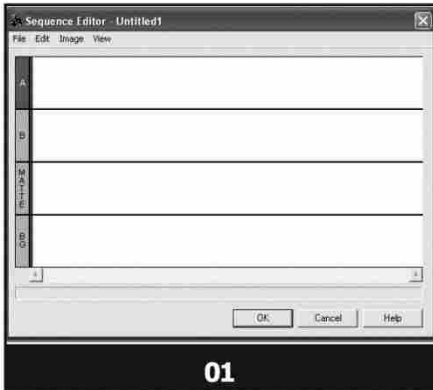 Sequence Editor - Untitled1
File Edit Image View
A
B
MATTE
BG
OK Cancel Help
01